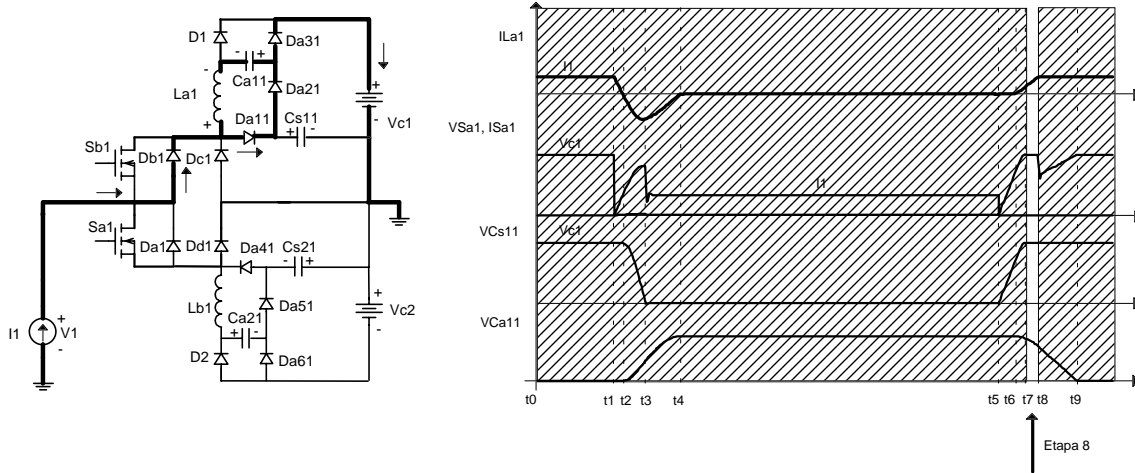 D1
- +
Da31
Ca11
-
La1
Da21
+
-
Vc1
Da11
+
+ -
Cs11
Sb1
Db1
Dc1
Sa1
Da1
Dd1
Da41
Cs21
- +
Lb1
Da51
+
Vc2
-
Ca21
+ -
I1
+
V1
-
D2
Da61
ILa1
I1
VSa1, ISa1
Vc1
I1
VCs11
Vc1
VCa11
t0
t1
t2
t3
t4
t5
t6
t7
t8
t9
Etapa 8